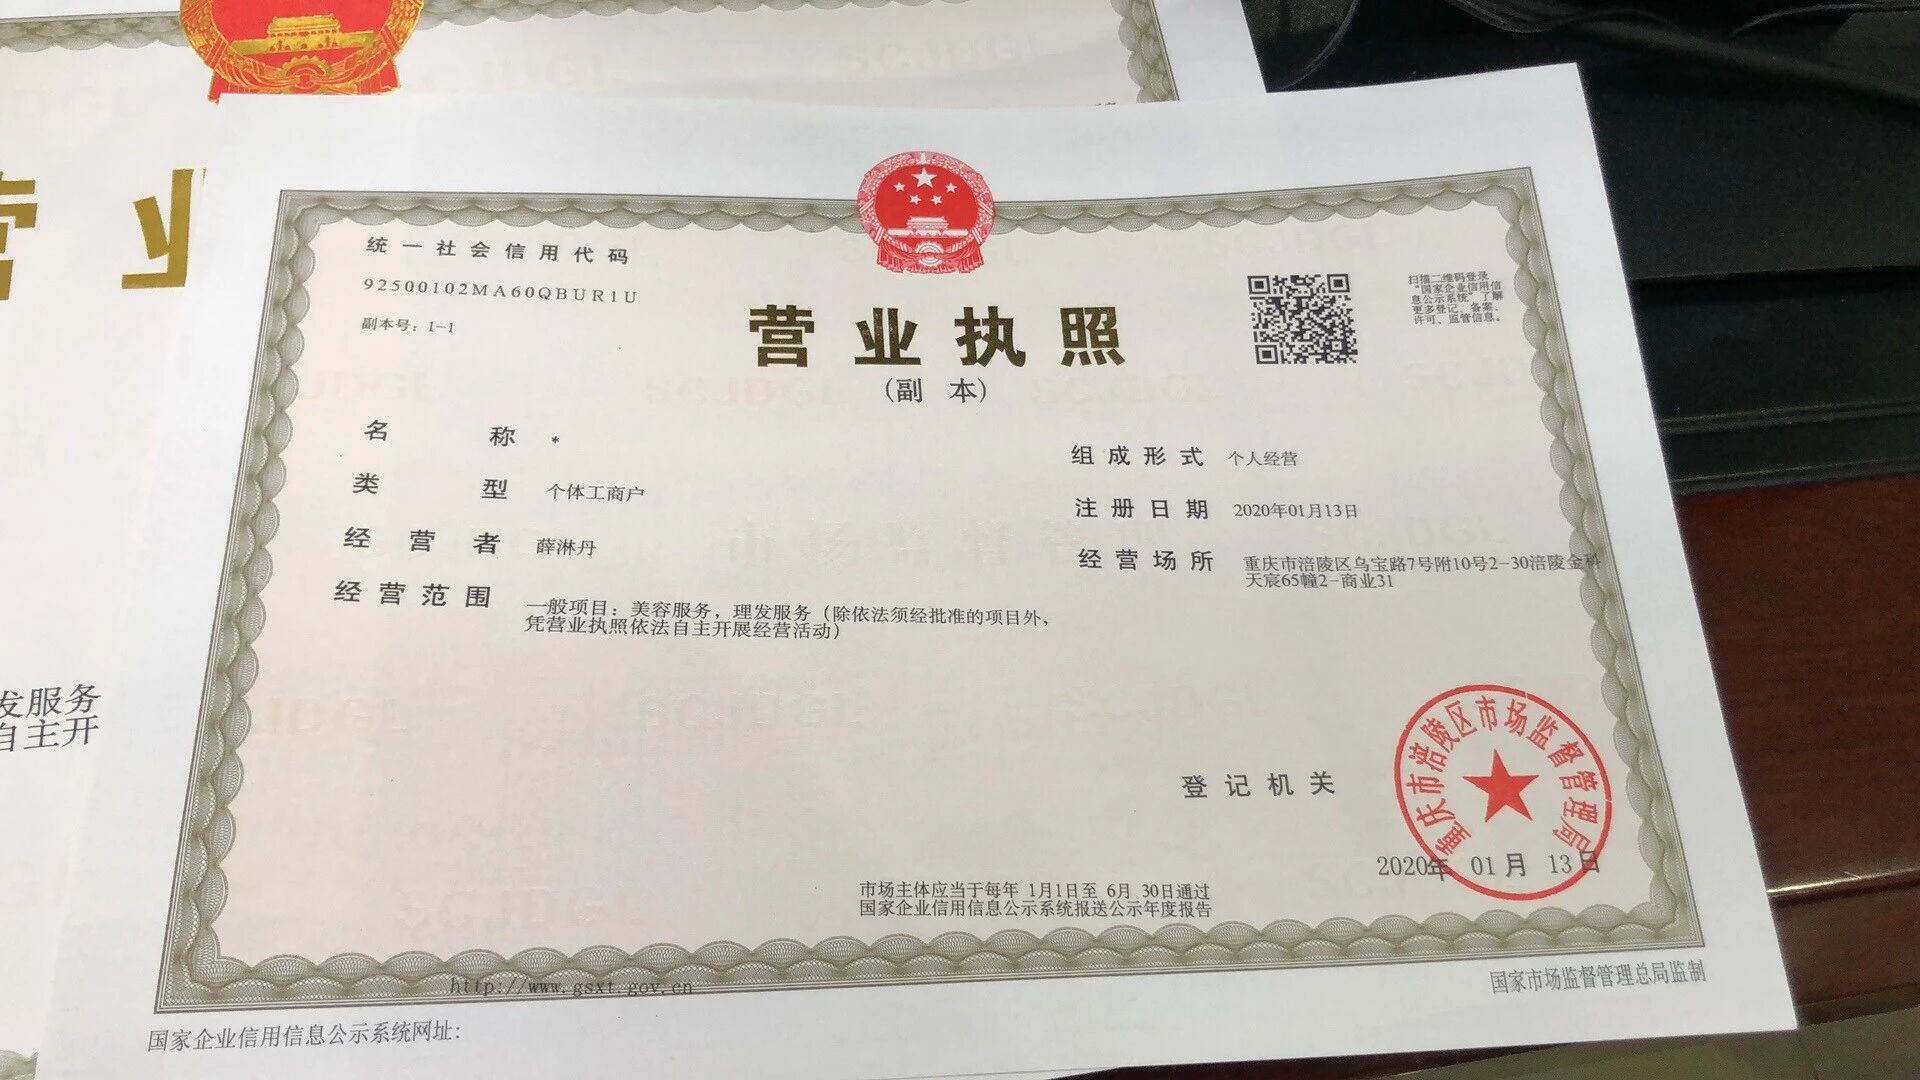 营 业
发服务
自主开
统一社会信用代码
92500102MA60QBUR1U
副本号：1-1
营业执照
（副 本）
扫描二维码登录
“国家企业信用信
息公示系统”了解
更多登记、备案、
许可、监管信息。
名称 *
类型 个体工商户
经营者 薛淋丹
经营范围 一般项目：美容服务，理发服务（除依法须经批准的项目外，
凭营业执照依法自主开展经营活动）
组成形式 个人经营
注册日期 2020年01月13日
经营场所 重庆市涪陵区乌宝路7号附10号2-30涪陵金科
天宸65幢2-商业31
登记机关
重庆市涪陵区市场监督管理局
2020年 01月 13日
市场主体应当于每年 1月1日至 6月 30日通过
国家企业信用信息公示系统报送公示年度报告
http://www.gsxt.gov.cn
国家企业信用信息公示系统网址：
国家市场监督管理总局监制